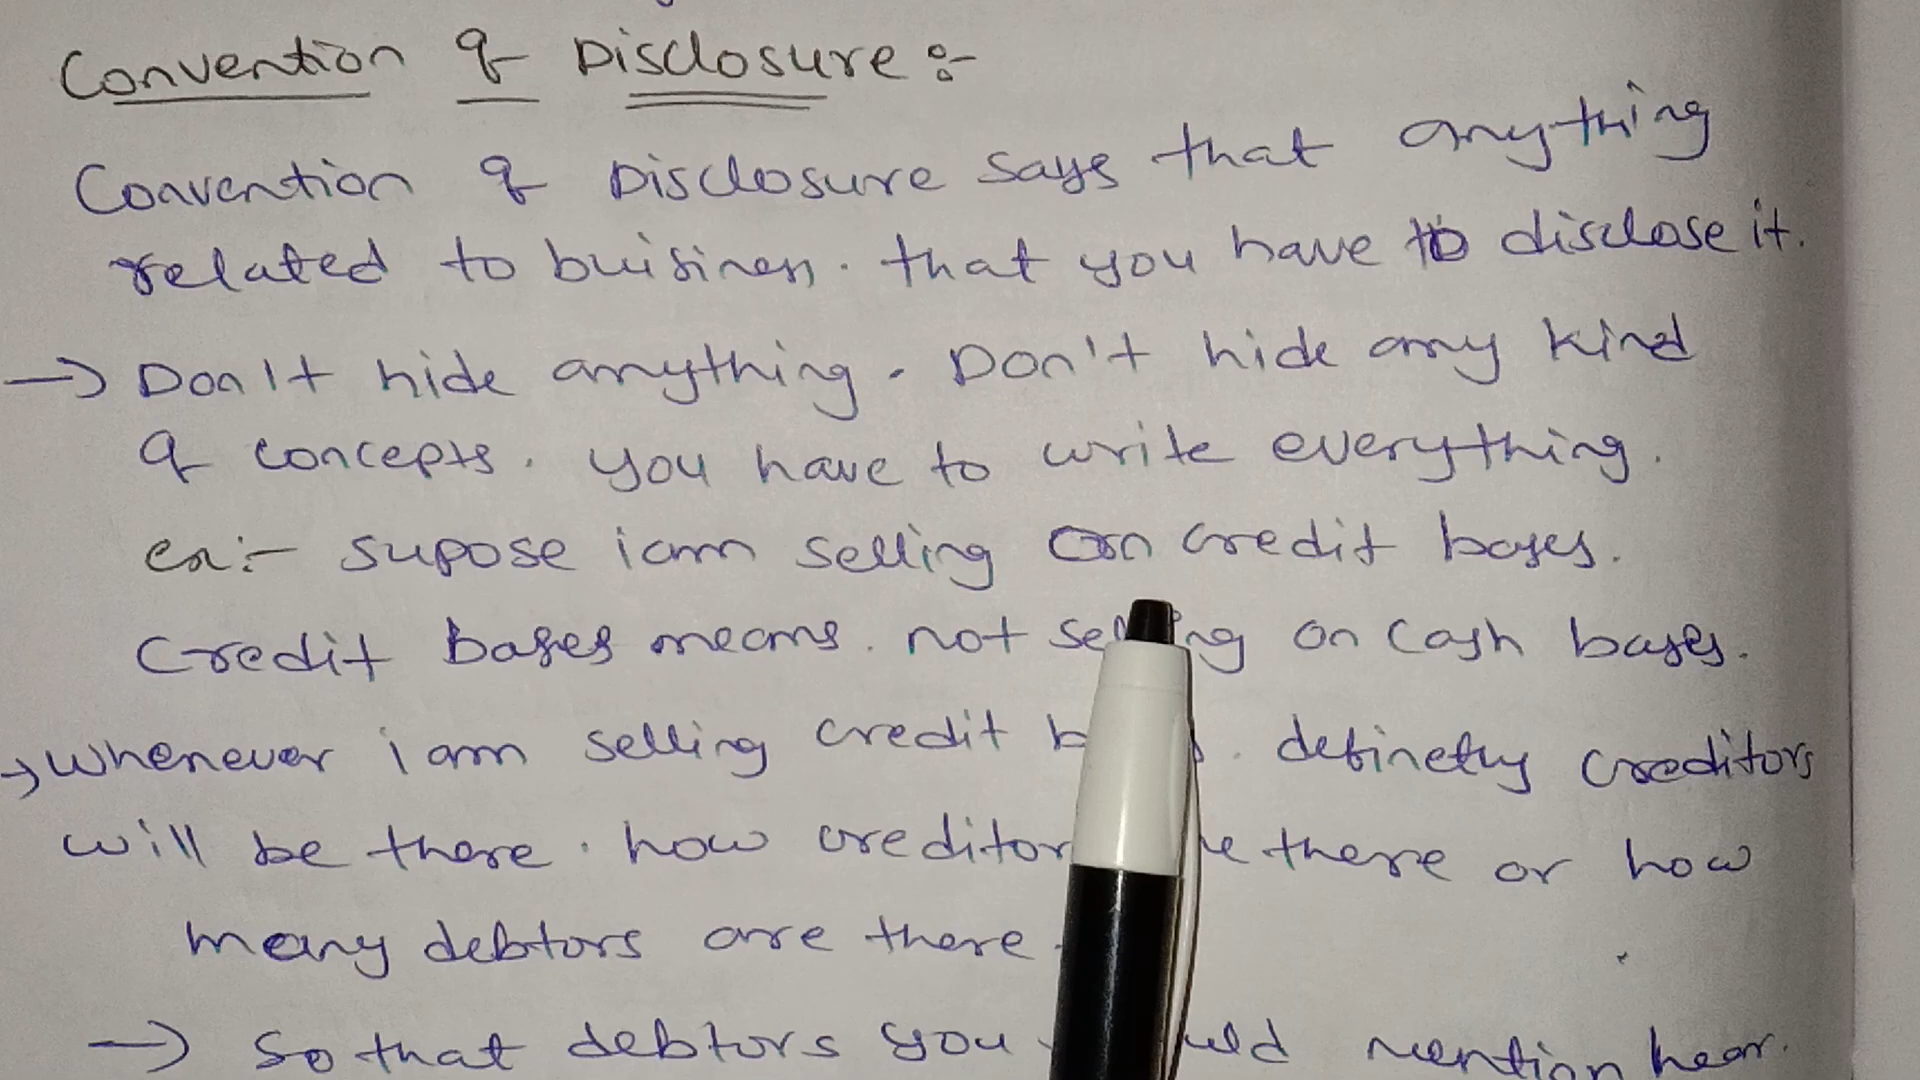 Convention of Disclosure :-
Convention of Disclosure says that anything
related to buisiness. that you have to disclose it.
→ Don't hide anything. Don't hide any kind
of concepts. you have to write everything.
ex:- supose i am selling on credit bases.
Credit bases means. not selling on cash bases.
→ Whenever i am selling credit definetly creditors
will be there. how creditor there or how
many debtors are there
→ So that debtors you mention hear.